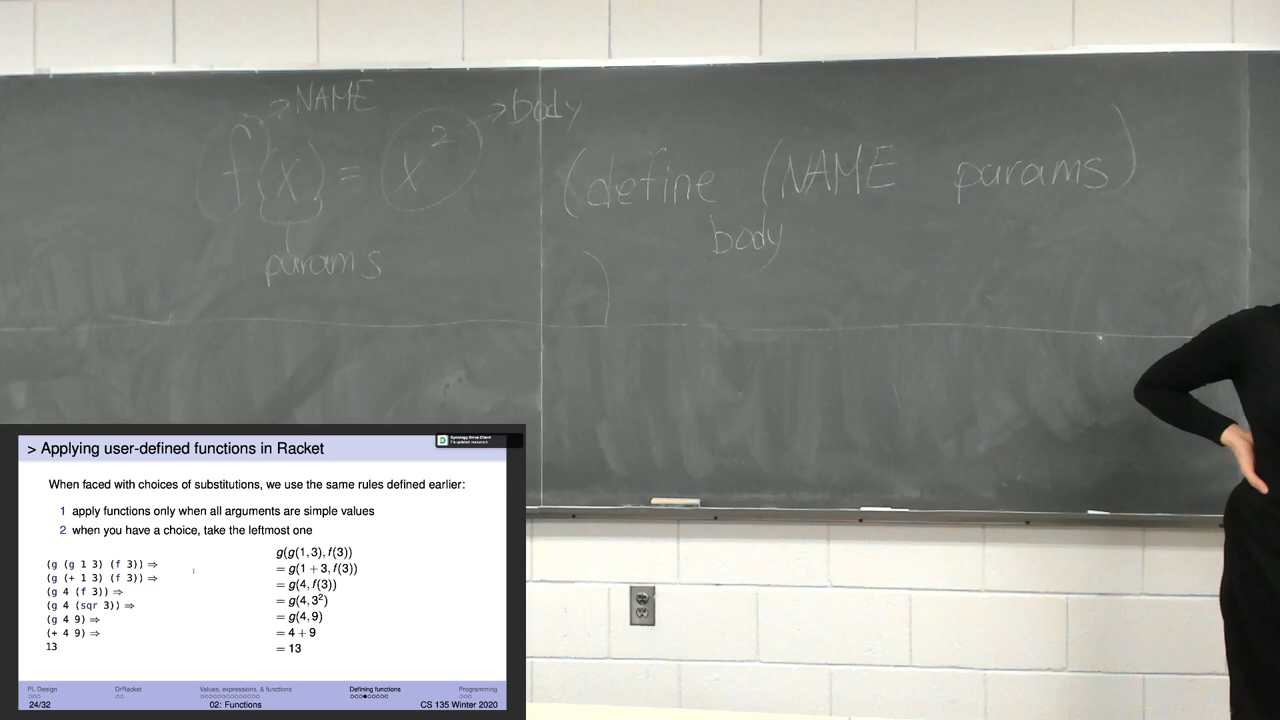 NAME
body
f(x) = x²
(define (NAME params)
body
params
)
> Applying user-defined functions in Racket
Synology Drive Client
When faced with choices of substitutions, we use the same rules defined earlier:
1 apply functions only when all arguments are simple values
2 when you have a choice, take the leftmost one
(g (g 1 3) (f 3)) ⇒
(g (+ 1 3) (f 3)) ⇒
(g 4 (f 3)) ⇒
(g 4 (sqr 3)) ⇒
(g 4 9) ⇒
(+ 4 9) ⇒
13
g(g(1, 3), f(3))
= g(1 + 3, f(3))
= g(4, f(3))
= g(4, 3²)
= g(4, 9)
= 4 + 9
= 13
PL Design DrRacket Values, expressions, & functions Defining functions Programming
24/32 02: Functions CS 135 Winter 2020